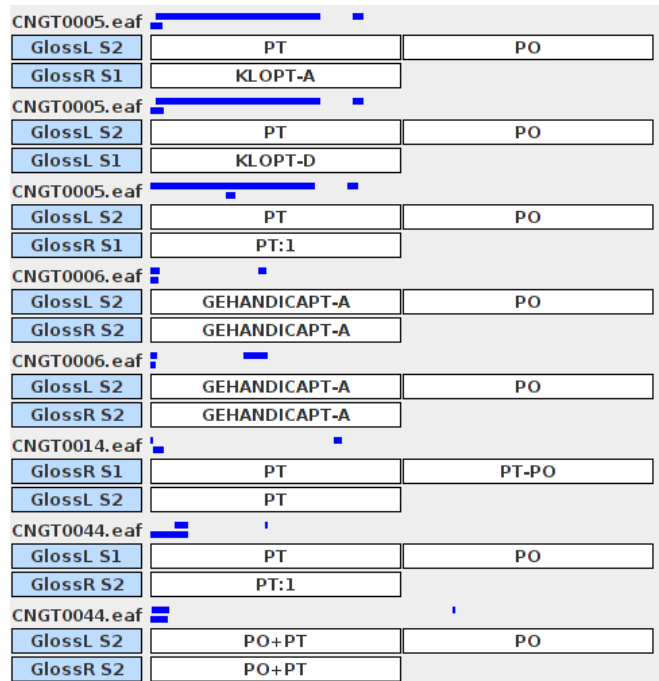 CNGT0005.eaf
GlossL S2 PT PO
GlossR S1 KLOPT-A
CNGT0005.eaf
GlossL S2 PT PO
GlossL S1 KLOPT-D
CNGT0005.eaf
GlossL S2 PT PO
GlossR S1 PT:1
CNGT0006.eaf
GlossL S2 GEHANDICAPT-A PO
GlossR S2 GEHANDICAPT-A
CNGT0006.eaf
GlossL S2 GEHANDICAPT-A PO
GlossR S2 GEHANDICAPT-A
CNGT0014.eaf
GlossR S1 PT PT-PO
GlossL S2 PT
CNGT0044.eaf
GlossL S1 PT PO
GlossR S2 PT:1
CNGT0044.eaf
GlossL S2 PO+PT PO
GlossR S2 PO+PT